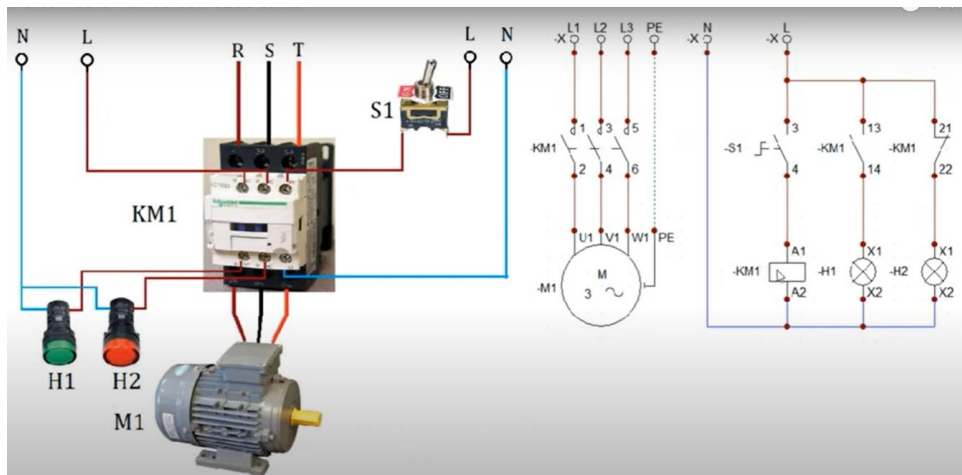 N L R S T L N
S1
KM1
H1 H2
M1
L1 L2 L3 PE N L
-X -X -X
1 3 5
-KM1
2 4 6
U1 V1 W1 PE
M
3
-M1
3 13 21
-S1 -KM1 -KM1
4 14 22
A1 X1 X1
-KM1 -H1 -H2
A2 X2 X2
Schneider